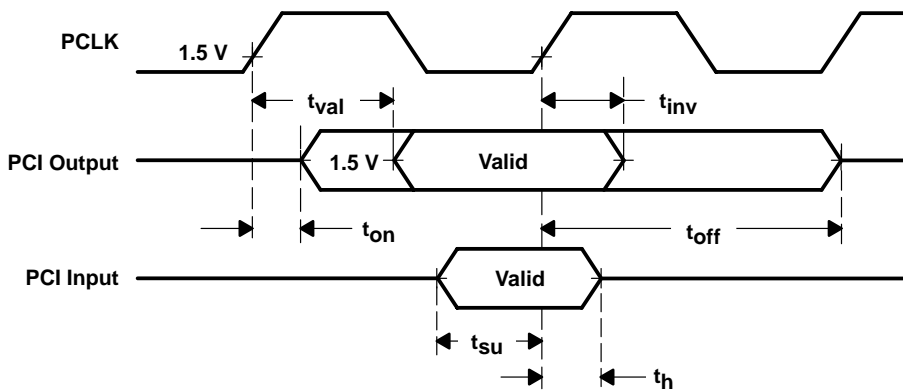 PCLK
1.5 V
tval
tinv
PCI Output
1.5 V
Valid
ton
toff
PCI Input
Valid
tsu
th